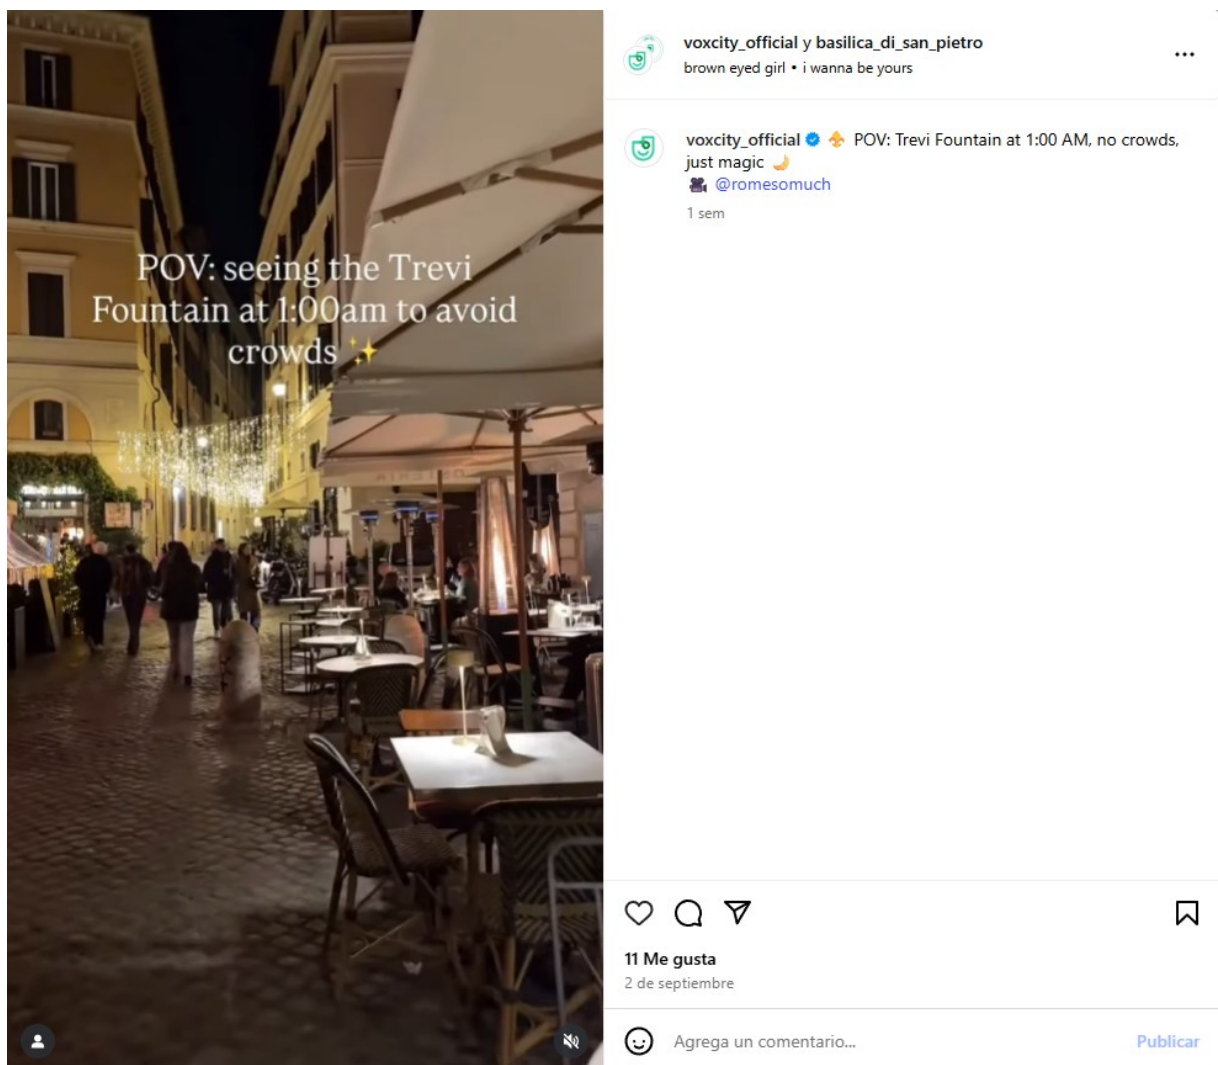 POV: seeing the Trevi
Fountain at 1:00am to avoid
crowds ✨
voxcity_official y basilica_di_san_pietro
brown eyed girl • i wanna be yours
voxcity_official ⚜️ POV: Trevi Fountain at 1:00 AM, no crowds,
just magic 🌙
🎥 @romesomuch
1 sem
11 Me gusta
2 de septiembre
Agrega un comentario...
Publicar